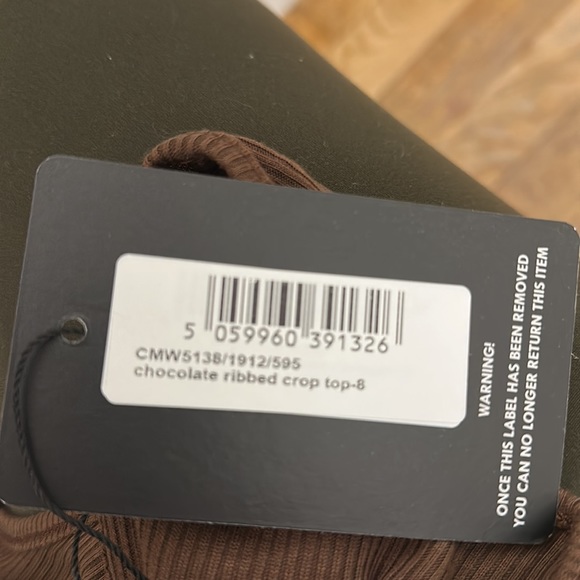 5 059960 391326
CMW5138/1912/595
chocolate ribbed crop top-8
WARNING!
ONCE THIS LABEL HAS BEEN REMOVED
YOU CAN NO LONGER RETURN THIS ITEM